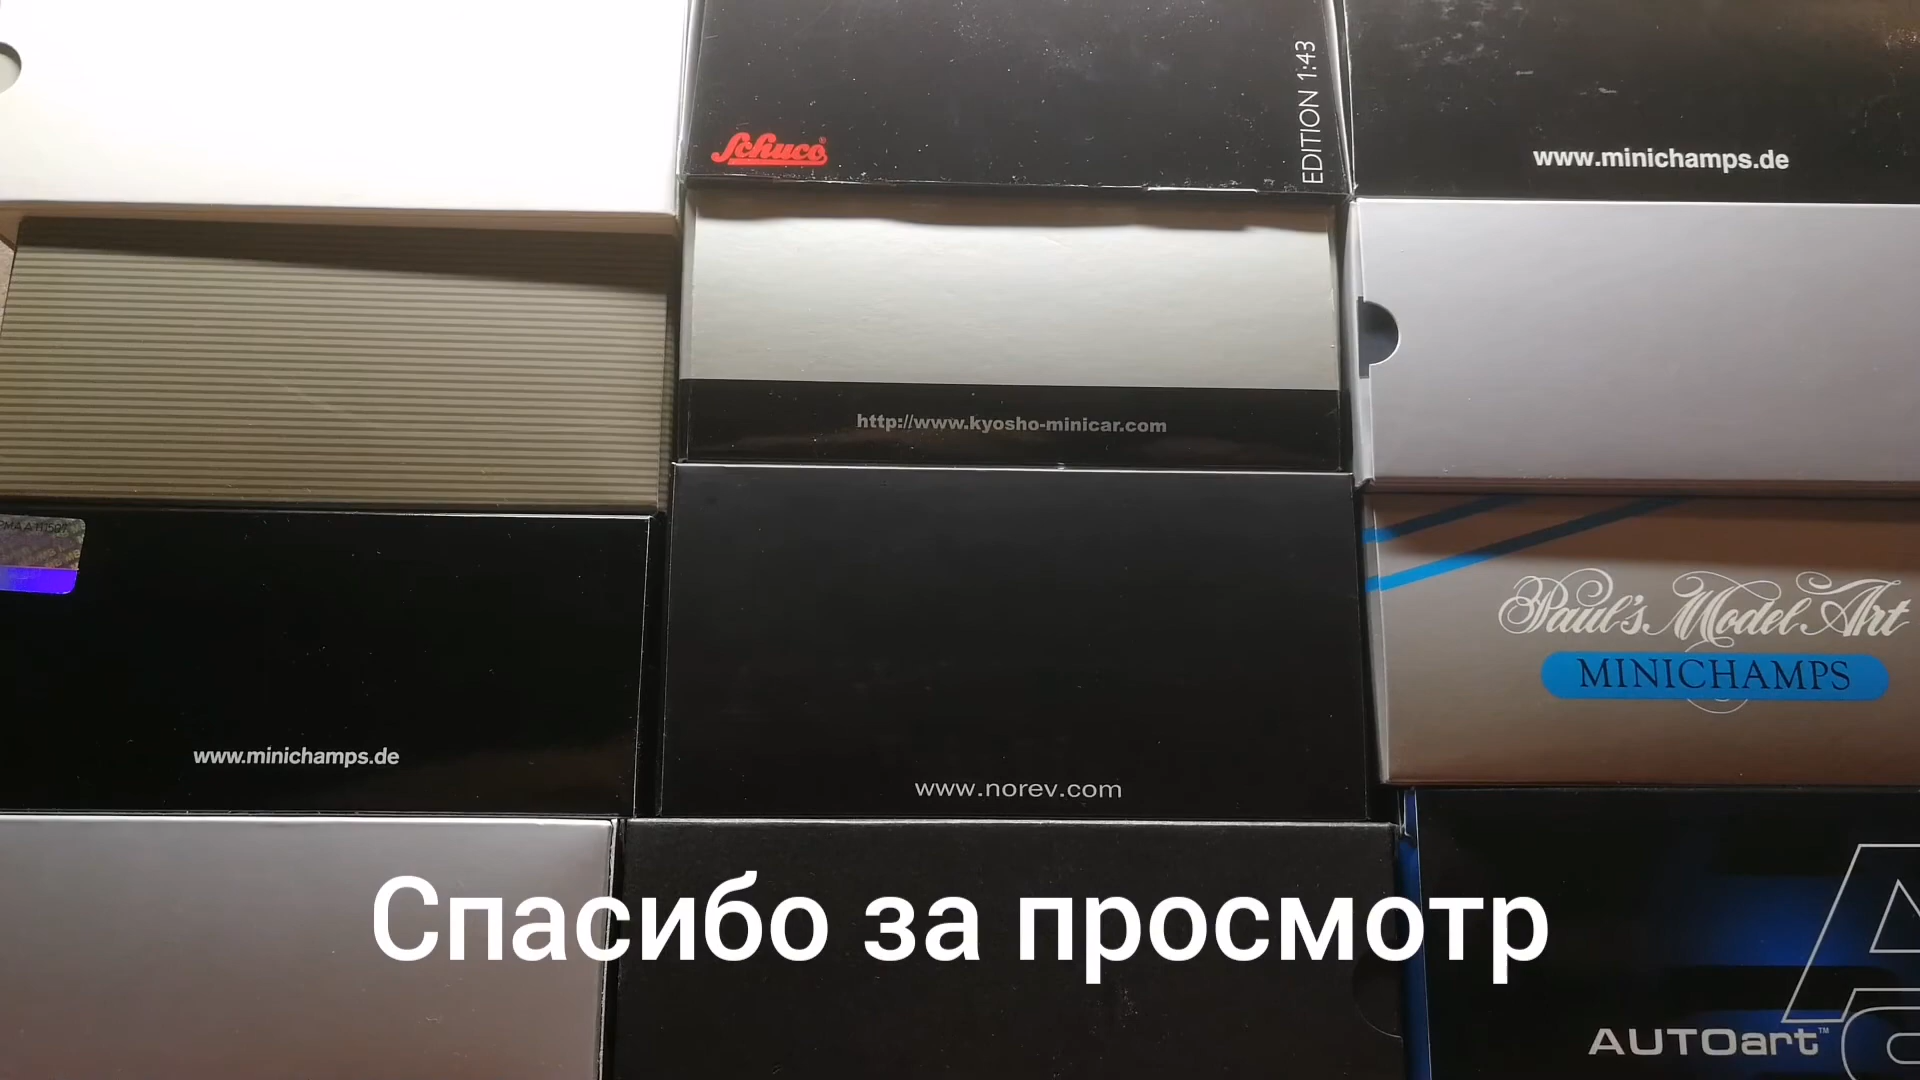 Schuco
EDITION 1:43
www.minichamps.de
http://www.kyosho-minicar.com
Paul's Model Art
MINICHAMPS
www.minichamps.de
www.norev.com
Спасибо за просмотр
AUTOart™